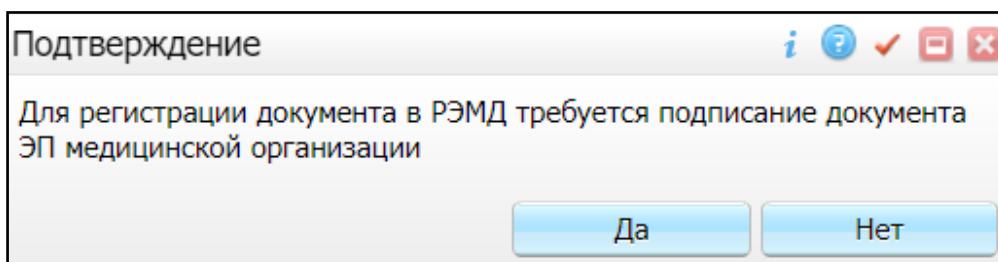 Подтверждение
Для регистрации документа в РЭМД требуется подписание документа
ЭП медицинской организации
Да Нет